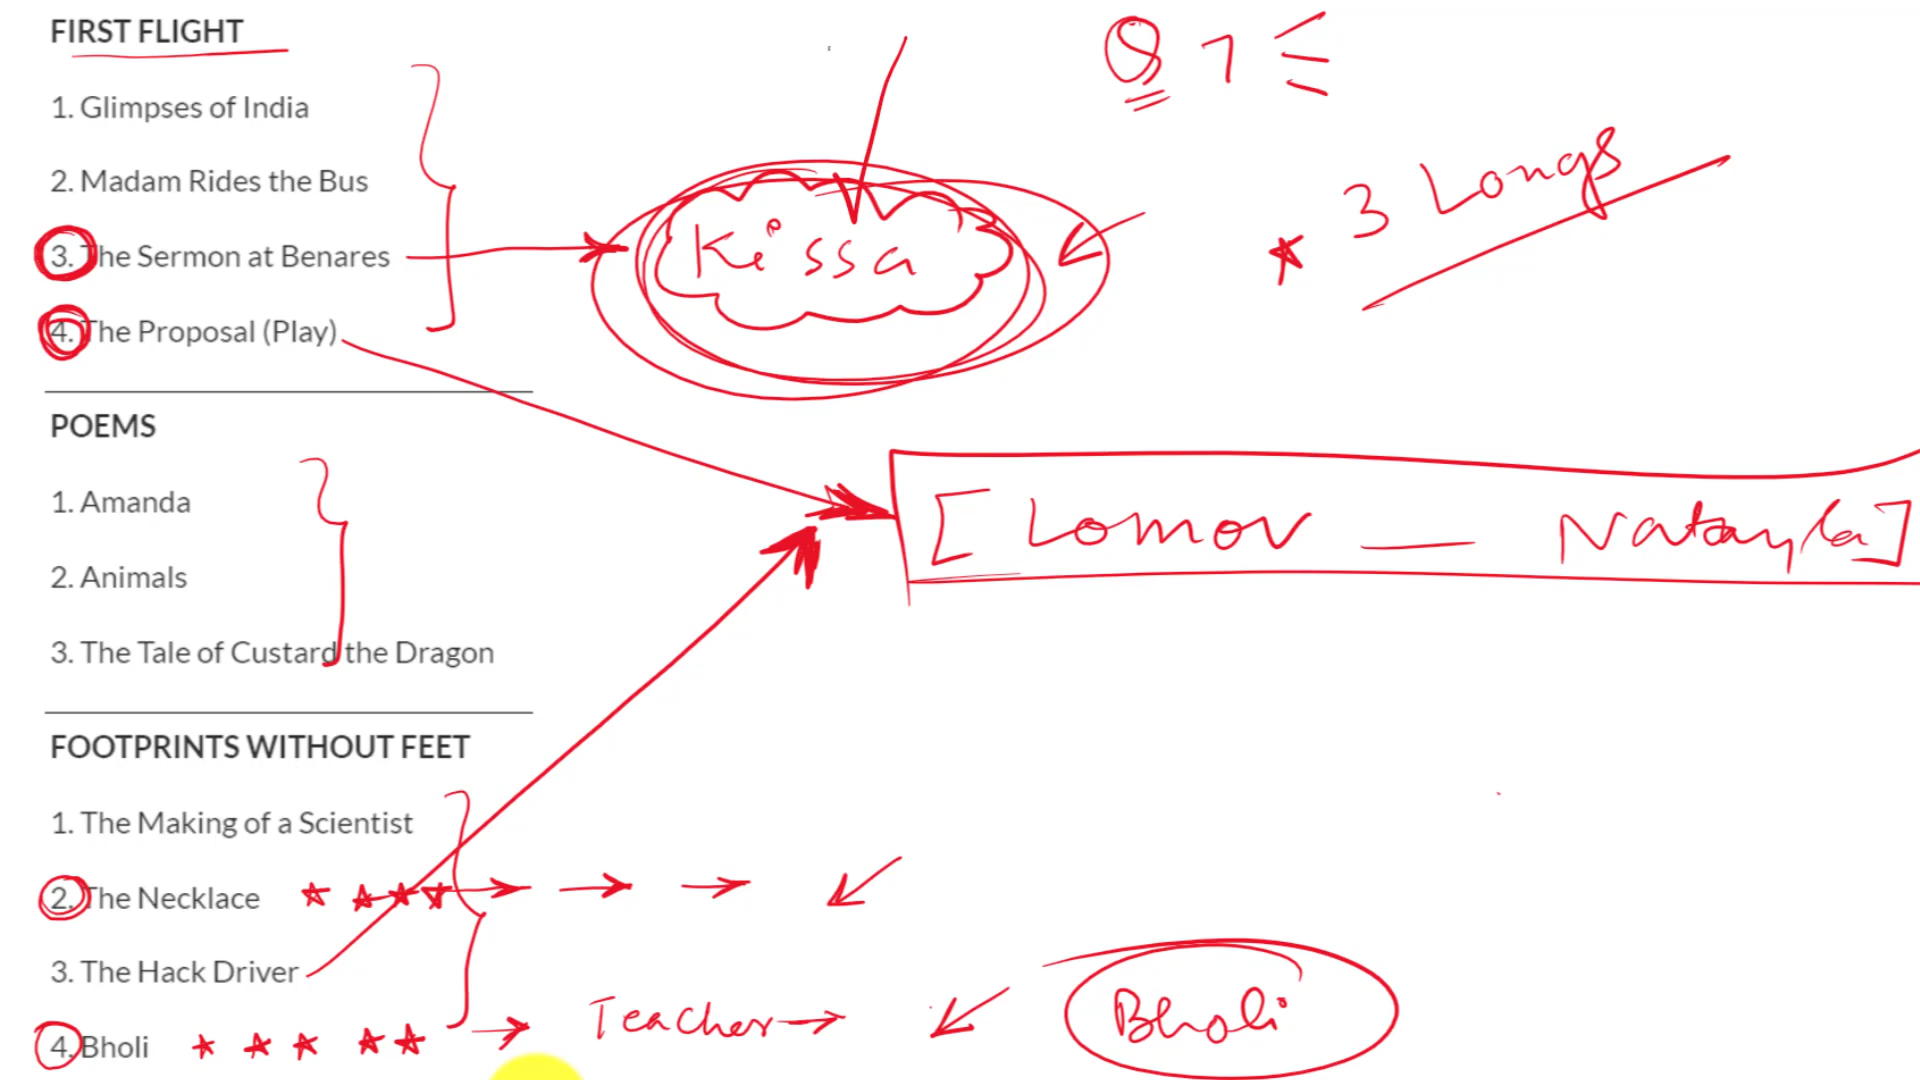 FIRST FLIGHT
Q 7
1. Glimpses of India
3 Longs
2. Madam Rides the Bus
3. The Sermon at Benares
Kissa
4. The Proposal (Play)
POEMS
1. Amanda
[Lomov — Natayla]
2. Animals
3. The Tale of Custard the Dragon
FOOTPRINTS WITHOUT FEET
1. The Making of a Scientist
2. The Necklace
3. The Hack Driver
4. Bholi
Teacher
Bholi